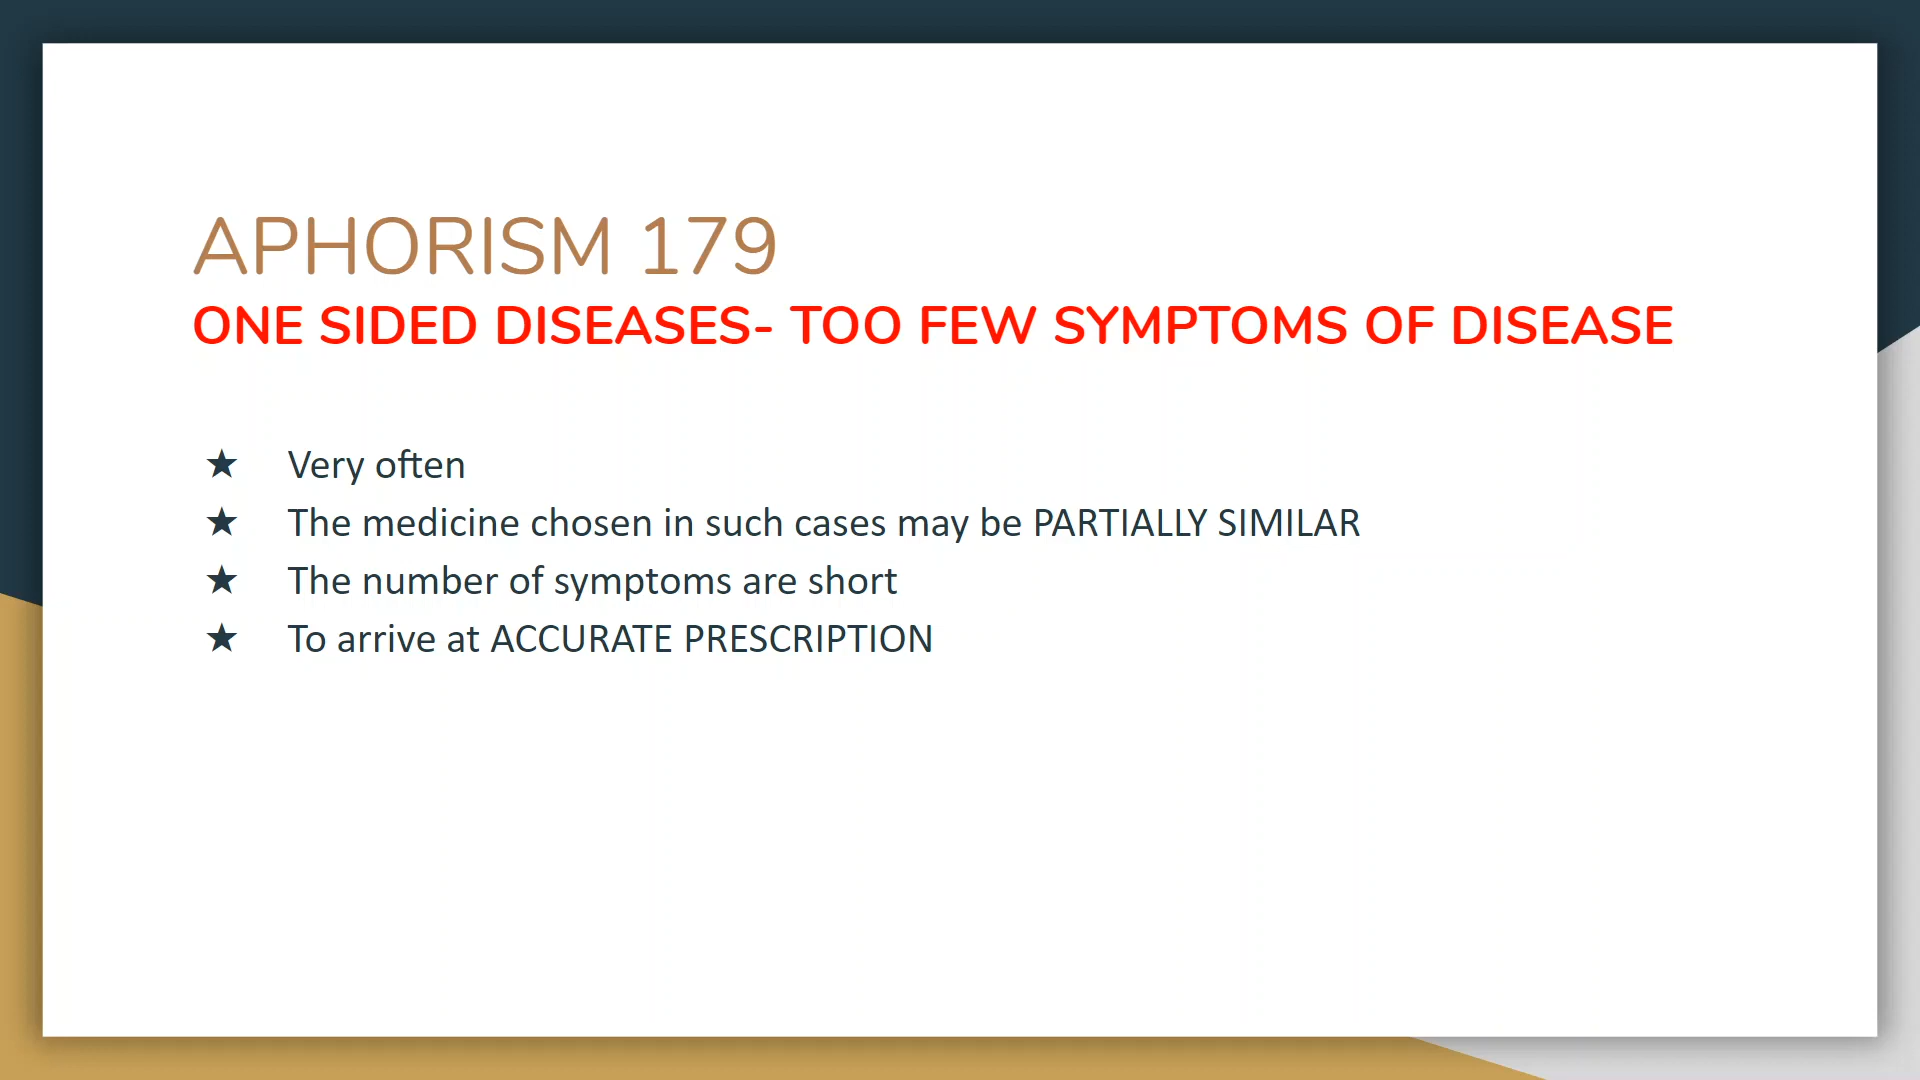 APHORISM 179
ONE SIDED DISEASES- TOO FEW SYMPTOMS OF DISEASE
★ Very often
★ The medicine chosen in such cases may be PARTIALLY SIMILAR
★ The number of symptoms are short
★ To arrive at ACCURATE PRESCRIPTION